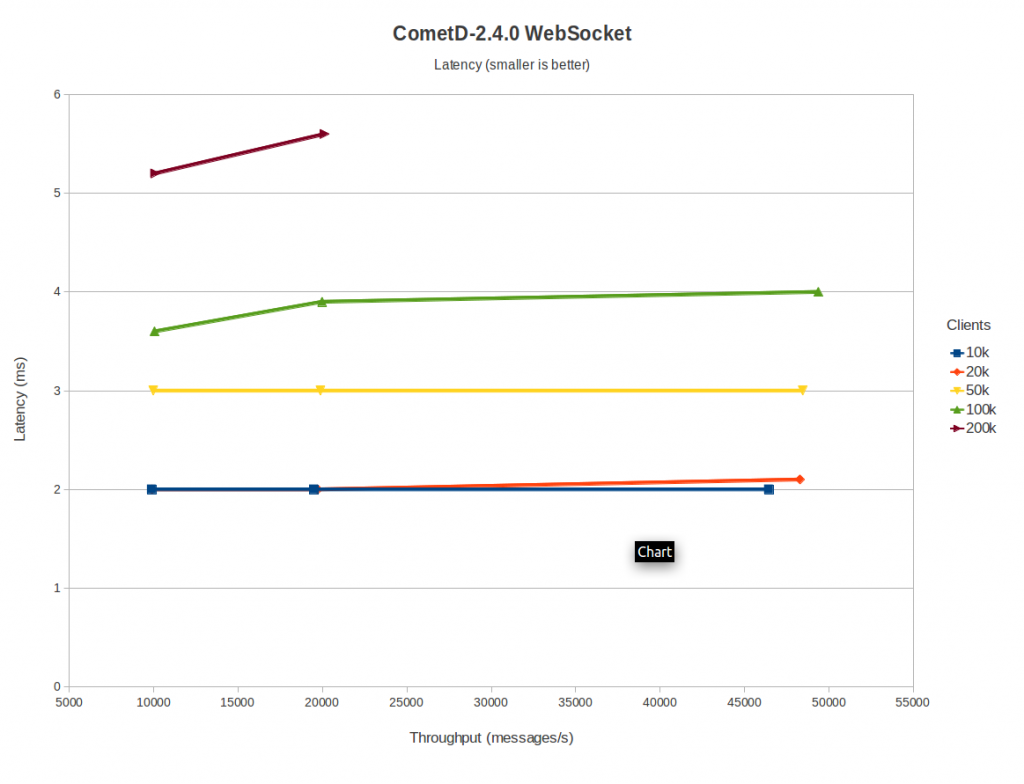 CometD-2.4.0 WebSocket
Latency (smaller is better)
6
5
4
3
2
1
0
Latency (ms)
5000 10000 15000 20000 25000 30000 35000 40000 45000 50000 55000
Throughput (messages/s)
Chart
Clients
10k
20k
50k
100k
200k